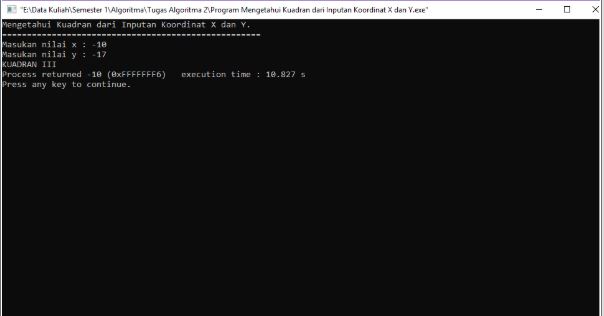 "E:\Data Kuliah\Semester 1\Algoritma\Tugas Algoritma 2\Program Mengetahui Kuadran dari Inputan Koordinat X dan Y.exe"
Mengetahui Kuadran dari Inputan Koordinat X dan Y.
====================================================
Masukan nilai x : -10
Masukan nilai y : -17
KUADRAN III
Process returned -10 (0xFFFFFFF6)   execution time : 10.827 s
Press any key to continue.